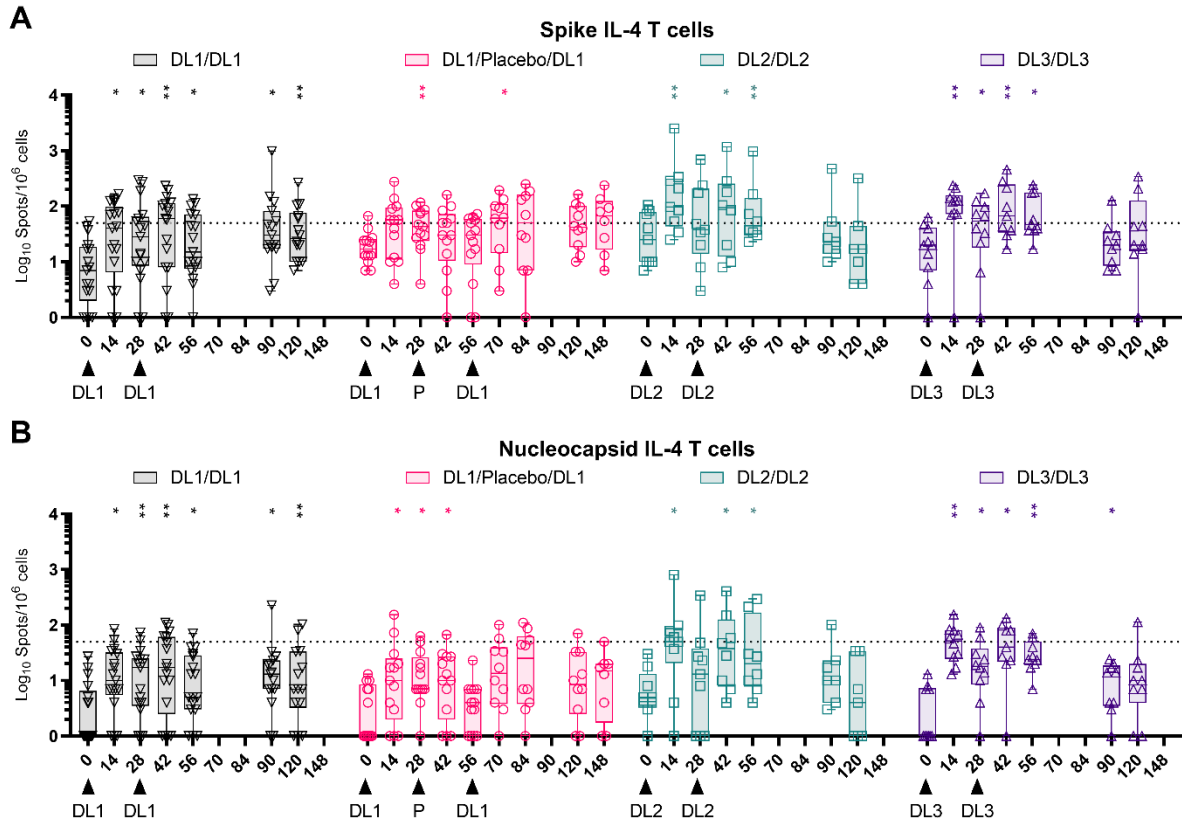 A
Spike IL-4 T cells
DL1/DL1 DL1/Placebo/DL1 DL2/DL2 DL3/DL3
* * ** * * ** ** * ** * ** ** * ** *
4
3
2
1
0
Log10 Spots/10^6 cells
0 14 28 42 56 70 84 90 120 148 0 14 28 42 56 70 84 90 120 148 0 14 28 42 56 70 84 90 120 148 0 14 28 42 56 70 84 90 120 148
DL1 DL1 DL1 P DL1 DL2 DL2 DL3 DL3
B
Nucleocapsid IL-4 T cells
DL1/DL1 DL1/Placebo/DL1 DL2/DL2 DL3/DL3
* ** ** * * ** * * * * * * ** * * ** *
4
3
2
1
0
Log10 Spots/10^6 cells
0 14 28 42 56 70 84 90 120 148 0 14 28 42 56 70 84 90 120 148 0 14 28 42 56 70 84 90 120 148 0 14 28 42 56 70 84 90 120 148
DL1 DL1 DL1 P DL1 DL2 DL2 DL3 DL3